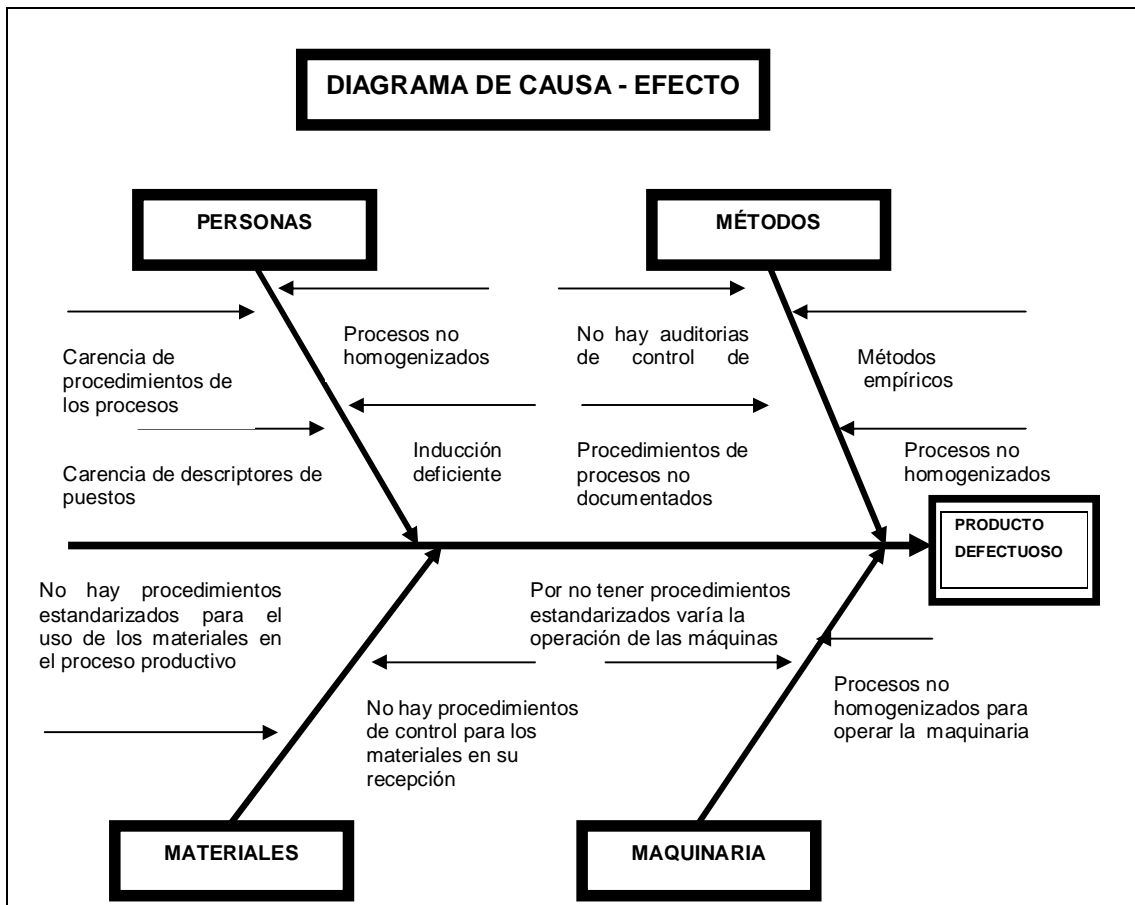 DIAGRAMA DE CAUSA - EFECTO
PERSONAS
MÉTODOS
Carencia de
procedimientos de
los procesos
Procesos no
homogenizados
No hay auditorias
de control de
Métodos
empíricos
Carencia de descriptores de
puestos
Inducción
deficiente
Procedimientos de
procesos no
documentados
Procesos no
homogenizados
PRODUCTO
DEFECTUOSO
No hay procedimientos
estandarizados para el
uso de los materiales en
el proceso productivo
Por no tener procedimientos
estandarizados varía la
operación de las máquinas
No hay procedimientos
de control para los
materiales en su
recepción
Procesos no
homogenizados para
operar la maquinaria
MATERIALES
MAQUINARIA